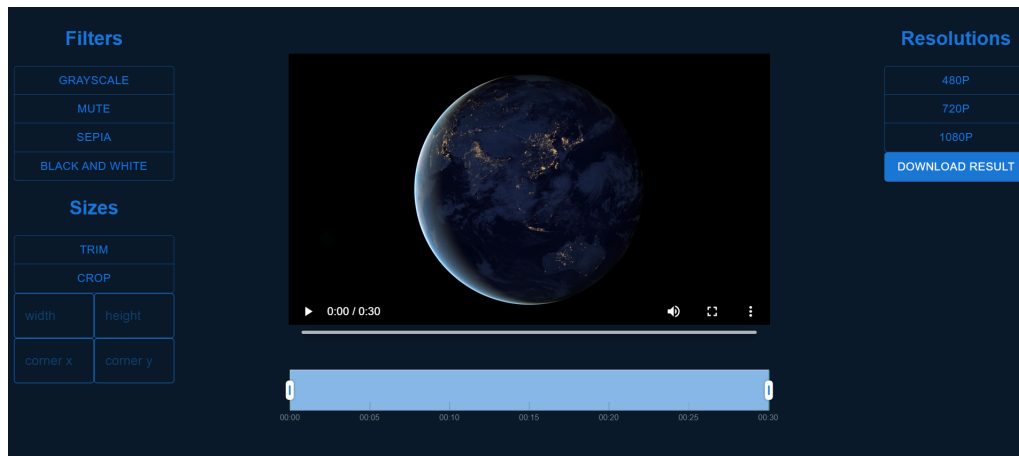 Filters
GRAYSCALE
MUTE
SEPIA
BLACK AND WHITE
Sizes
TRIM
CROP
width height
corner x corner y
0:00 / 0:30
00:00 00:05 00:10 00:15 00:20 00:25 00:30
Resolutions
480P
720P
1080P
DOWNLOAD RESULT